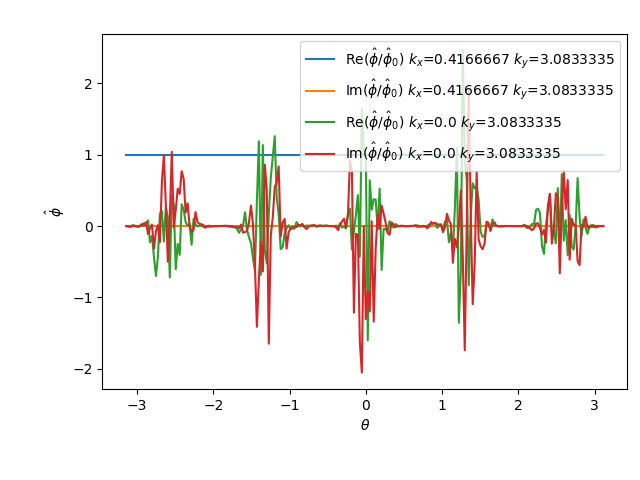 Re(ϕ̂/ϕ̂₀) kₓ=0.4166667 k_y=3.0833335
Im(ϕ̂/ϕ̂₀) kₓ=0.4166667 k_y=3.0833335
Re(ϕ̂/ϕ̂₀) kₓ=0.0 k_y=3.0833335
Im(ϕ̂/ϕ̂₀) kₓ=0.0 k_y=3.0833335
2
1
0
−1
−2
ϕ̂
−3 −2 −1 0 1 2 3
θ